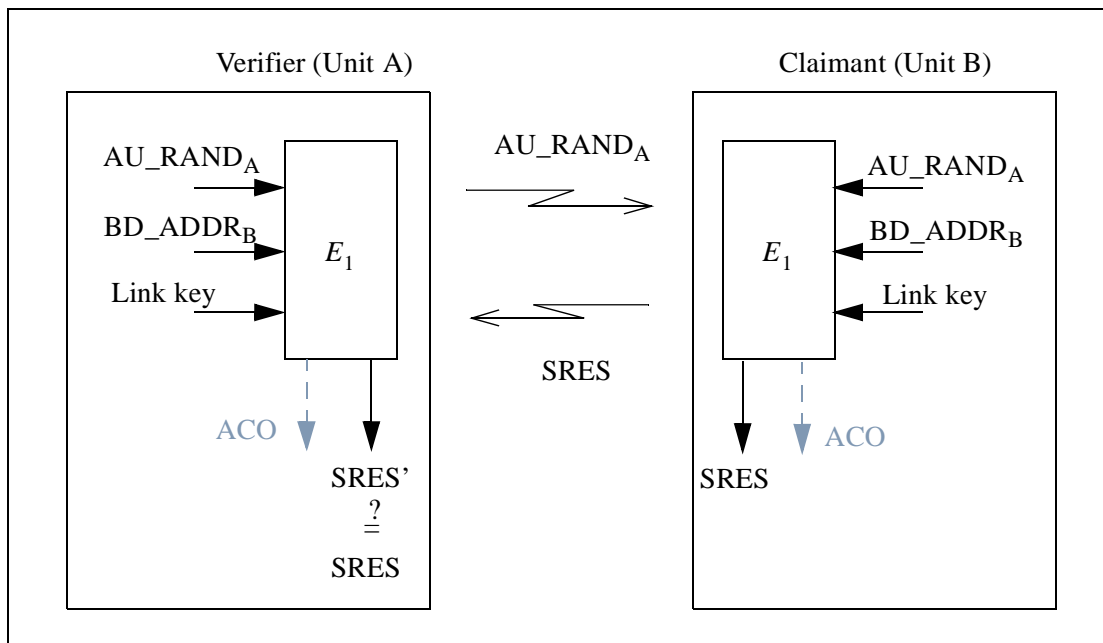 Verifier (Unit A)
Claimant (Unit B)
AU_RANDA
BD_ADDRB
Link key
E1
ACO
SRES’
?
=
SRES
AU_RANDA
SRES
E1
AU_RANDA
BD_ADDRB
Link key
SRES
ACO